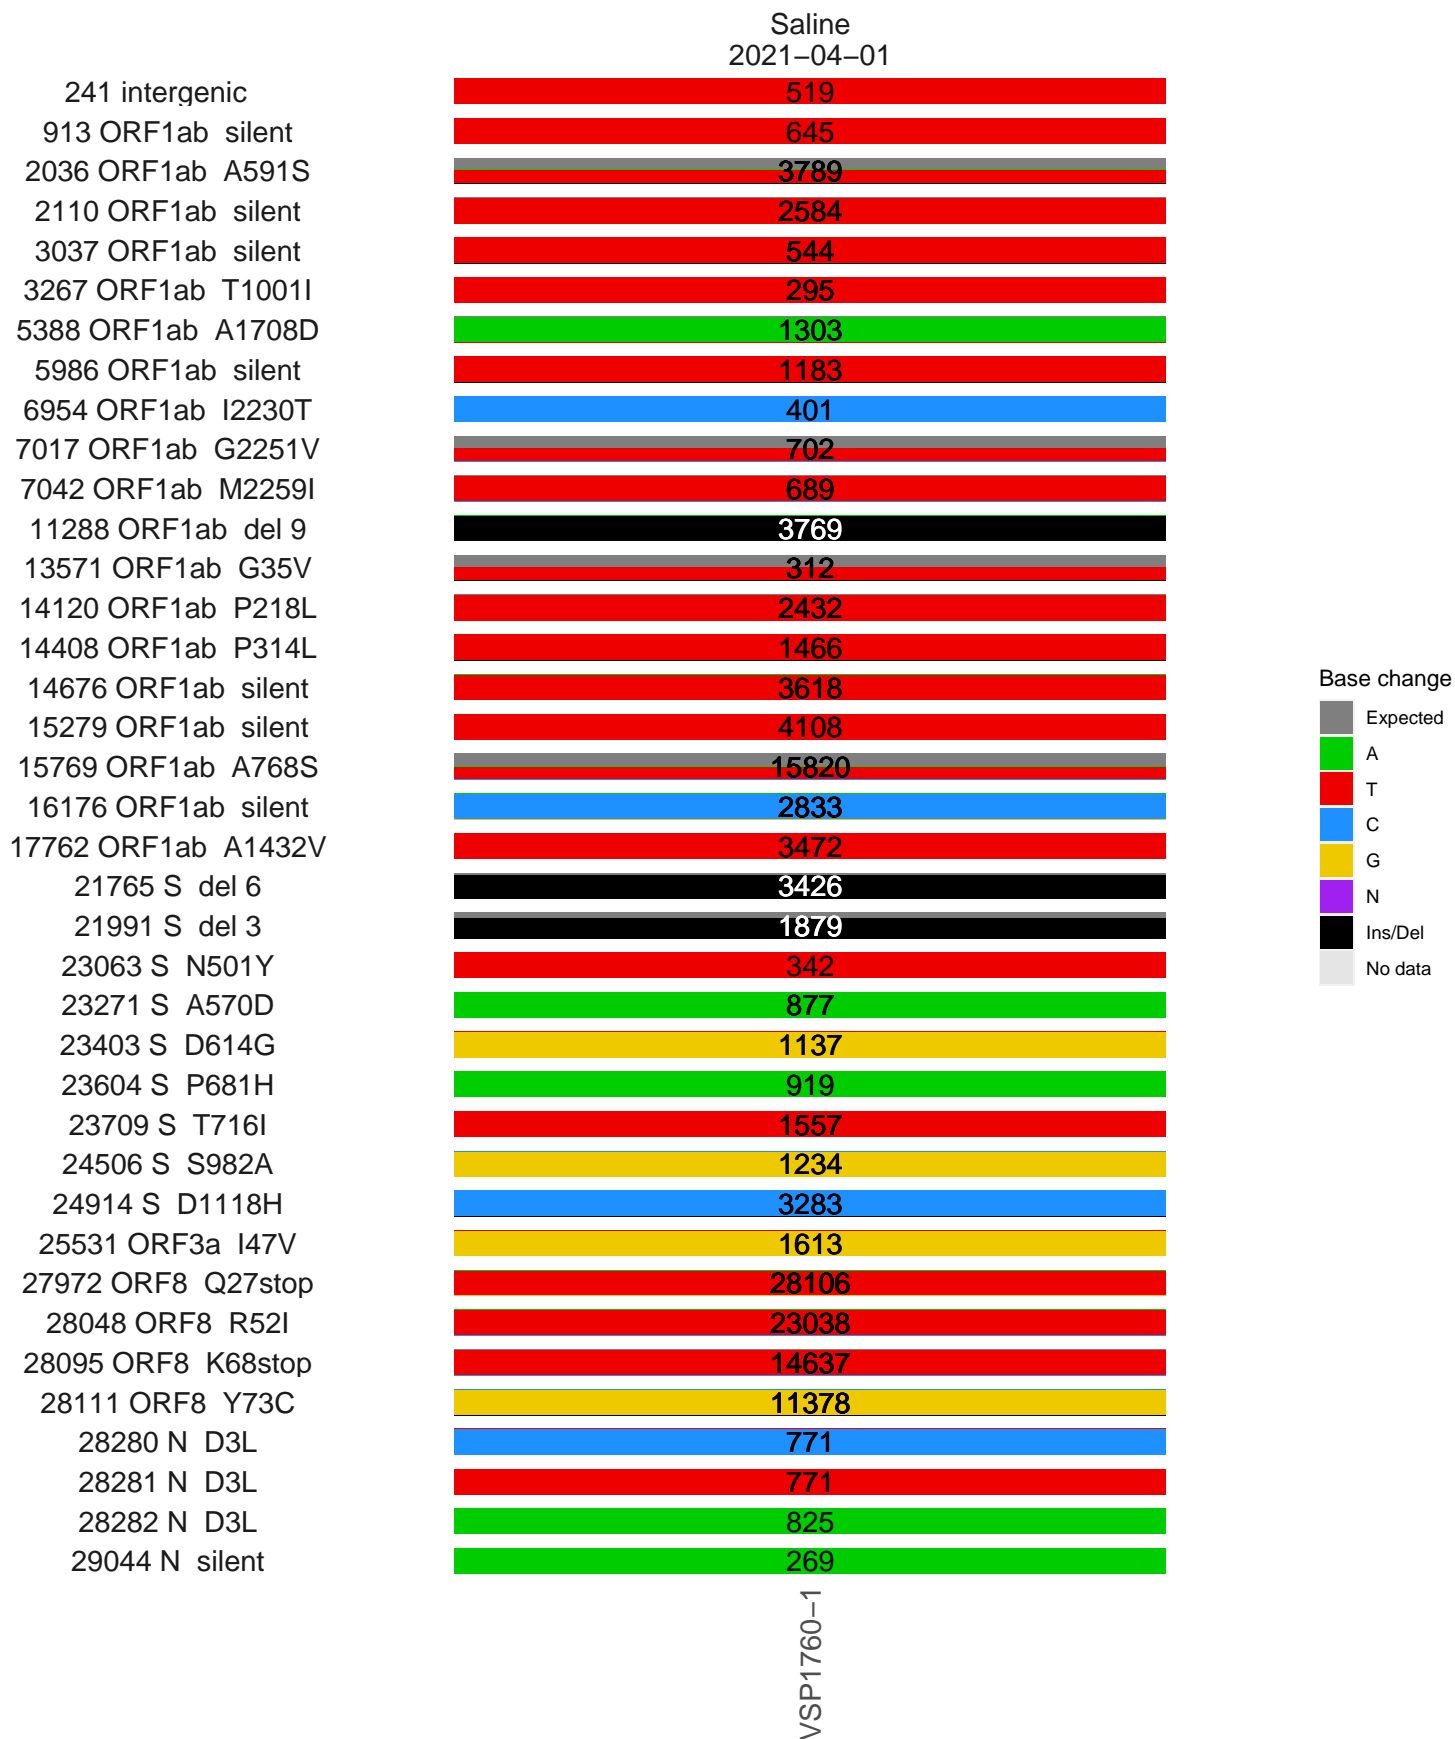 Saline
2021−04−01
241 intergenic 519
913 ORF1ab silent 645
2036 ORF1ab A591S 3789
2110 ORF1ab silent 2584
3037 ORF1ab silent 544
3267 ORF1ab T1001I 295
5388 ORF1ab A1708D 1303
5986 ORF1ab silent 1183
6954 ORF1ab I2230T 401
7017 ORF1ab G2251V 702
7042 ORF1ab M2259I 689
11288 ORF1ab del 9 3769
13571 ORF1ab G35V 312
14120 ORF1ab P218L 2432
14408 ORF1ab P314L 1466
14676 ORF1ab silent 3618
15279 ORF1ab silent 4108
15769 ORF1ab A768S 15820
16176 ORF1ab silent 2833
17762 ORF1ab A1432V 3472
21765 S del 6 3426
21991 S del 3 1879
23063 S N501Y 342
23271 S A570D 877
23403 S D614G 1137
23604 S P681H 919
23709 S T716I 1557
24506 S S982A 1234
24914 S D1118H 3283
25531 ORF3a I47V 1613
27972 ORF8 Q27stop 28106
28048 ORF8 R52I 23038
28095 ORF8 K68stop 14637
28111 ORF8 Y73C 11378
28280 N D3L 771
28281 N D3L 771
28282 N D3L 825
29044 N silent 269
VSP1760−1
Base change
Expected
A
T
C
G
N
Ins/Del
No data